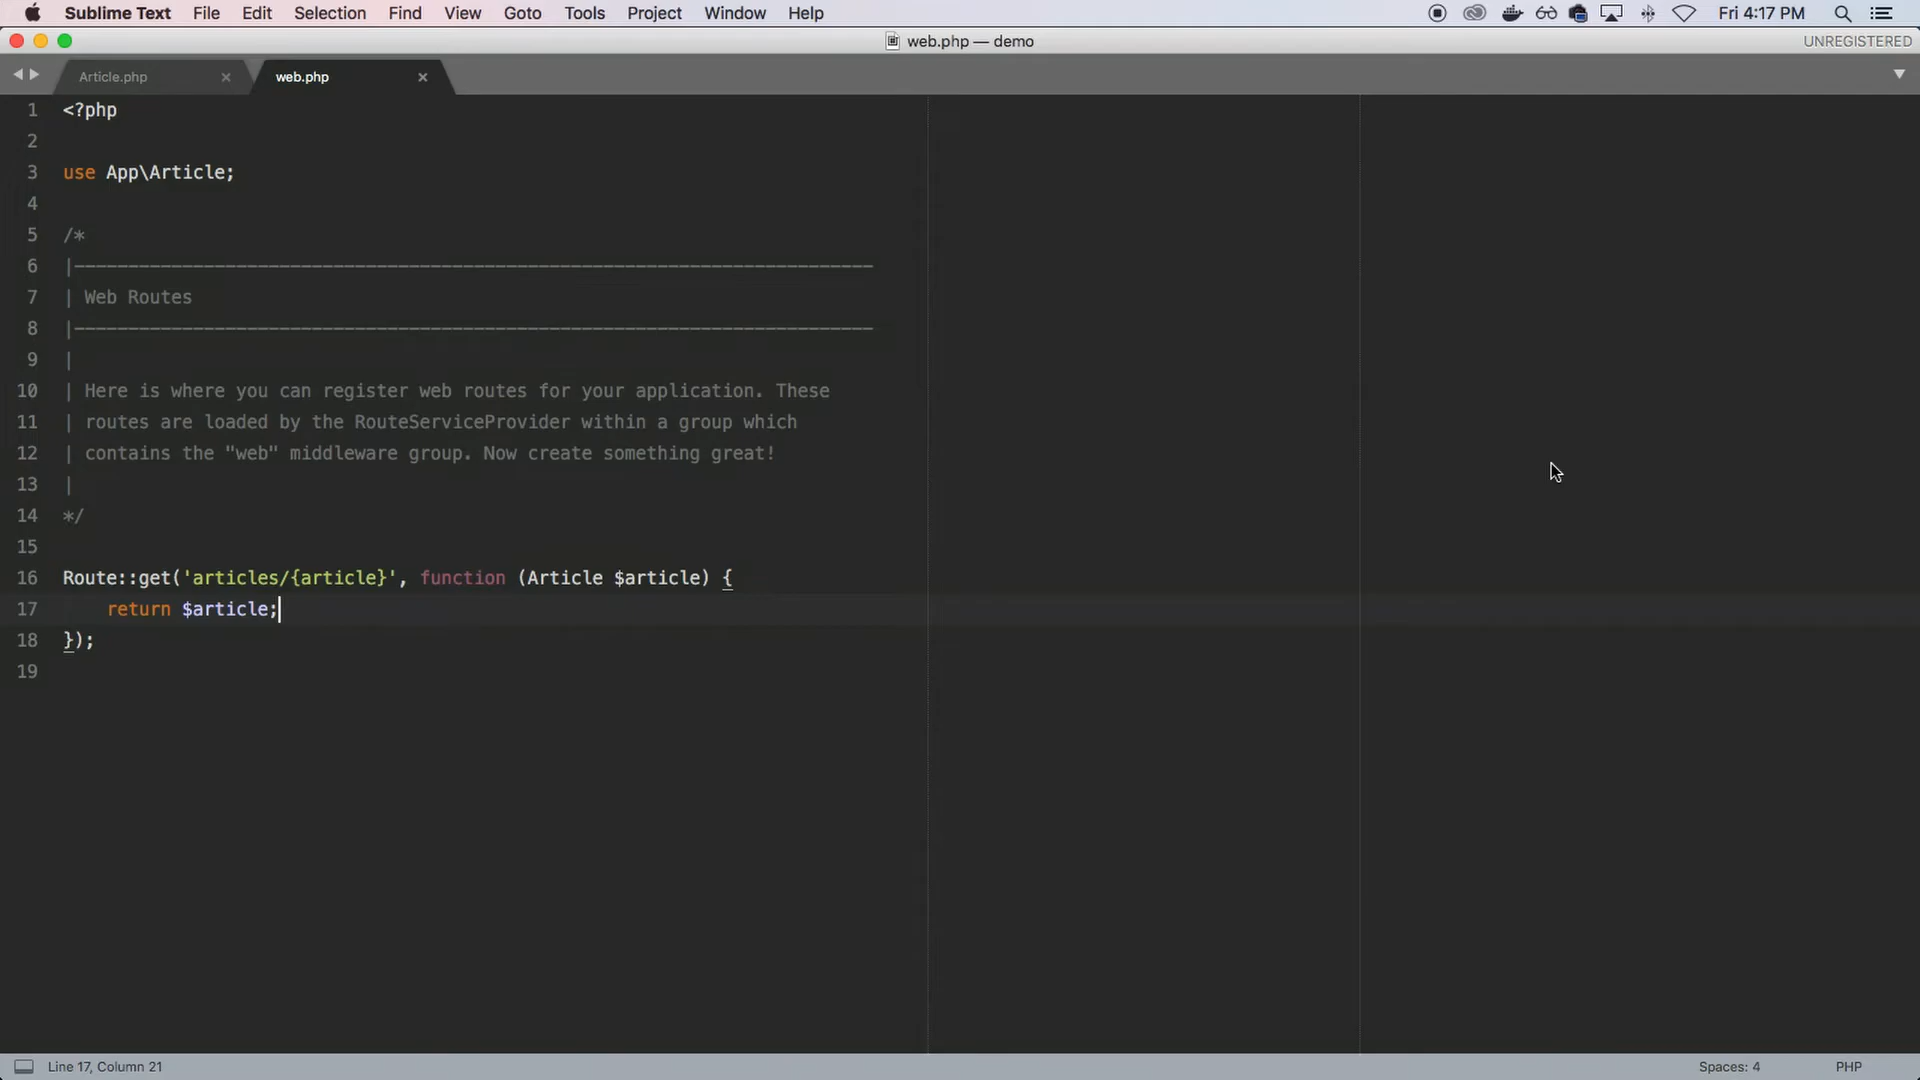 Sublime Text File Edit Selection Find View Goto Tools Project Window Help Fri 4:17 PM
web.php — demo UNREGISTERED
Article.php × web.php ×
1 <?php
2
3 use App\Article;
4
5 /*
6 |--------------------------------------------------------------------------
7 | Web Routes
8 |--------------------------------------------------------------------------
9 |
10 | Here is where you can register web routes for your application. These
11 | routes are loaded by the RouteServiceProvider within a group which
12 | contains the "web" middleware group. Now create something great!
13 |
14 */
15
16 Route::get('articles/{article}', function (Article $article) {
17     return $article;
18 });
19
Line 17, Column 21 Spaces: 4 PHP